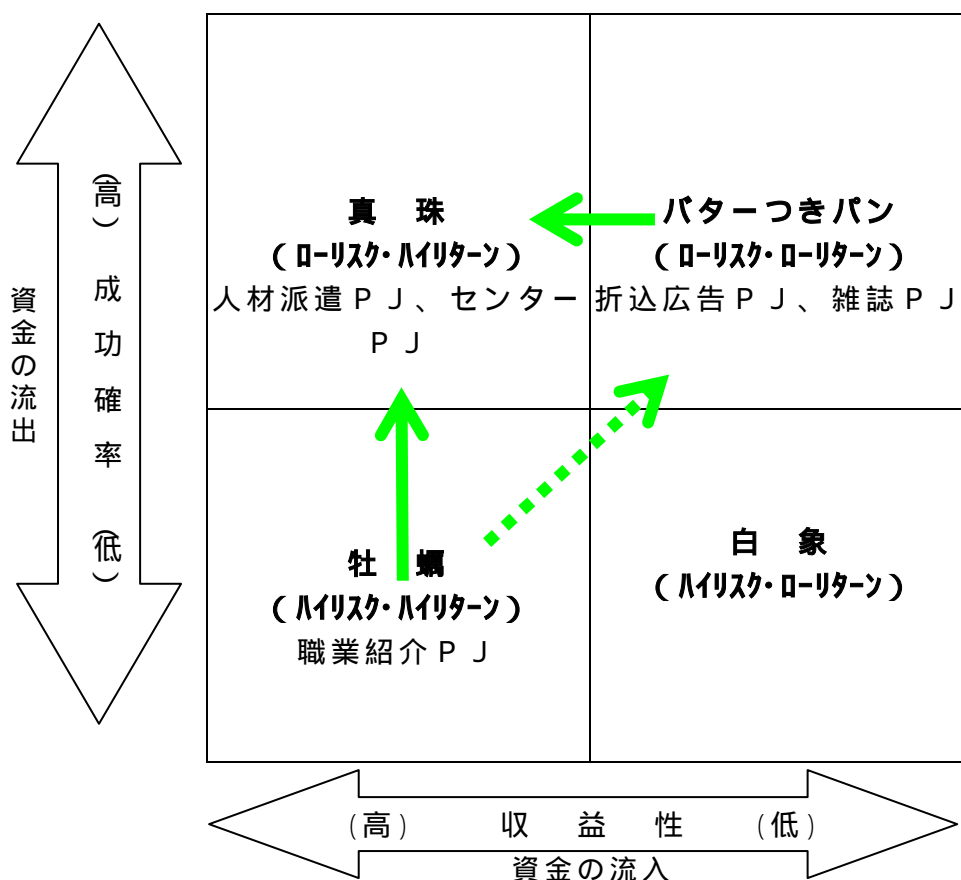 資金の流出
(高) 成功確率 (低)
真 珠
(ローリスク・ハイリターン)
人材派遣PJ、センター
PJ
バターつきパン
(ローリスク・ローリターン)
折込広告PJ、雑誌PJ
牡 蠣
(ハイリスク・ハイリターン)
職業紹介PJ
白 象
(ハイリスク・ローリターン)
(高) 収 益 性 (低)
資金の流入